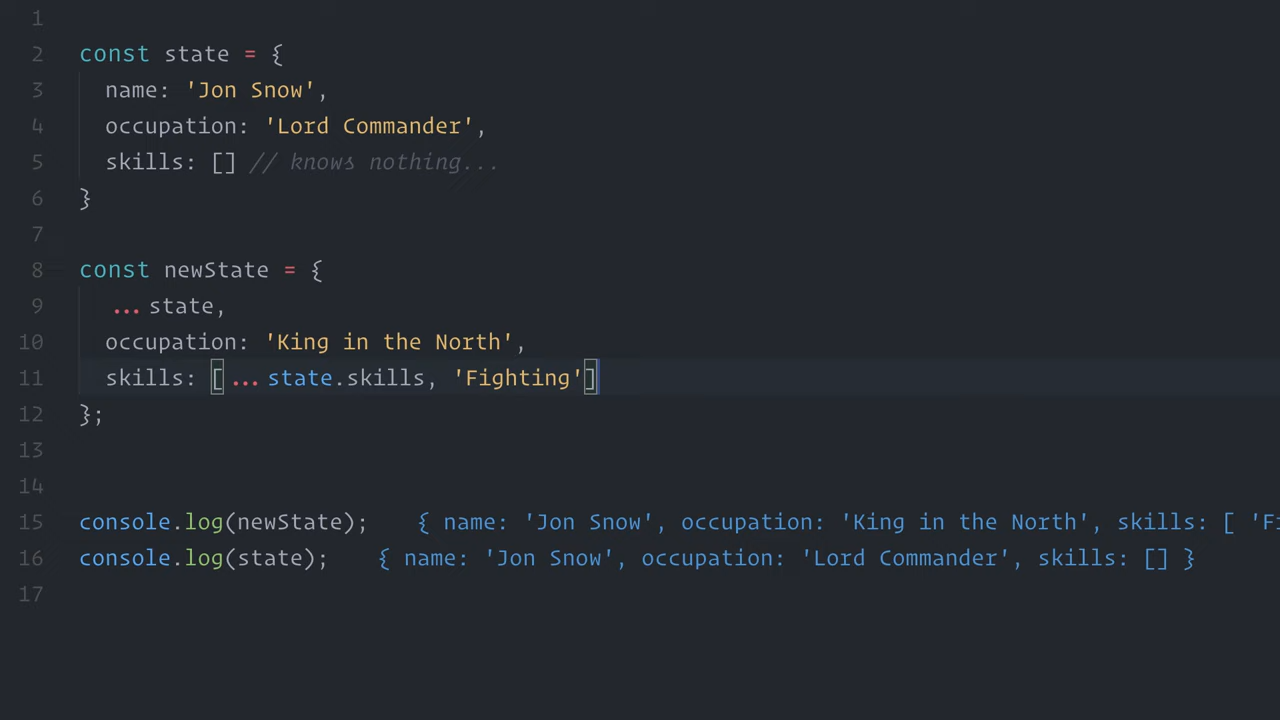 1
2 const state = {
3   name: 'Jon Snow',
4   occupation: 'Lord Commander',
5   skills: [] // knows nothing...
6 }
7
8 const newState = {
9   ...state,
10   occupation: 'King in the North',
11   skills: [...state.skills, 'Fighting']
12 };
13
14
15 console.log(newState);    { name: 'Jon Snow', occupation: 'King in the North', skills: [
16 console.log(state);    { name: 'Jon Snow', occupation: 'Lord Commander', skills: [] }
17